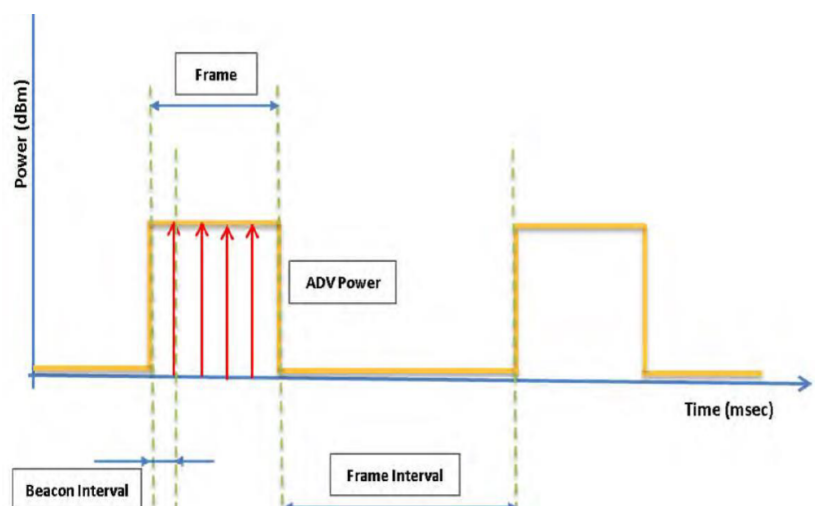 Frame
Power (dBm)
ADV Power
Time (msec)
Frame Interval
Beacon Interval